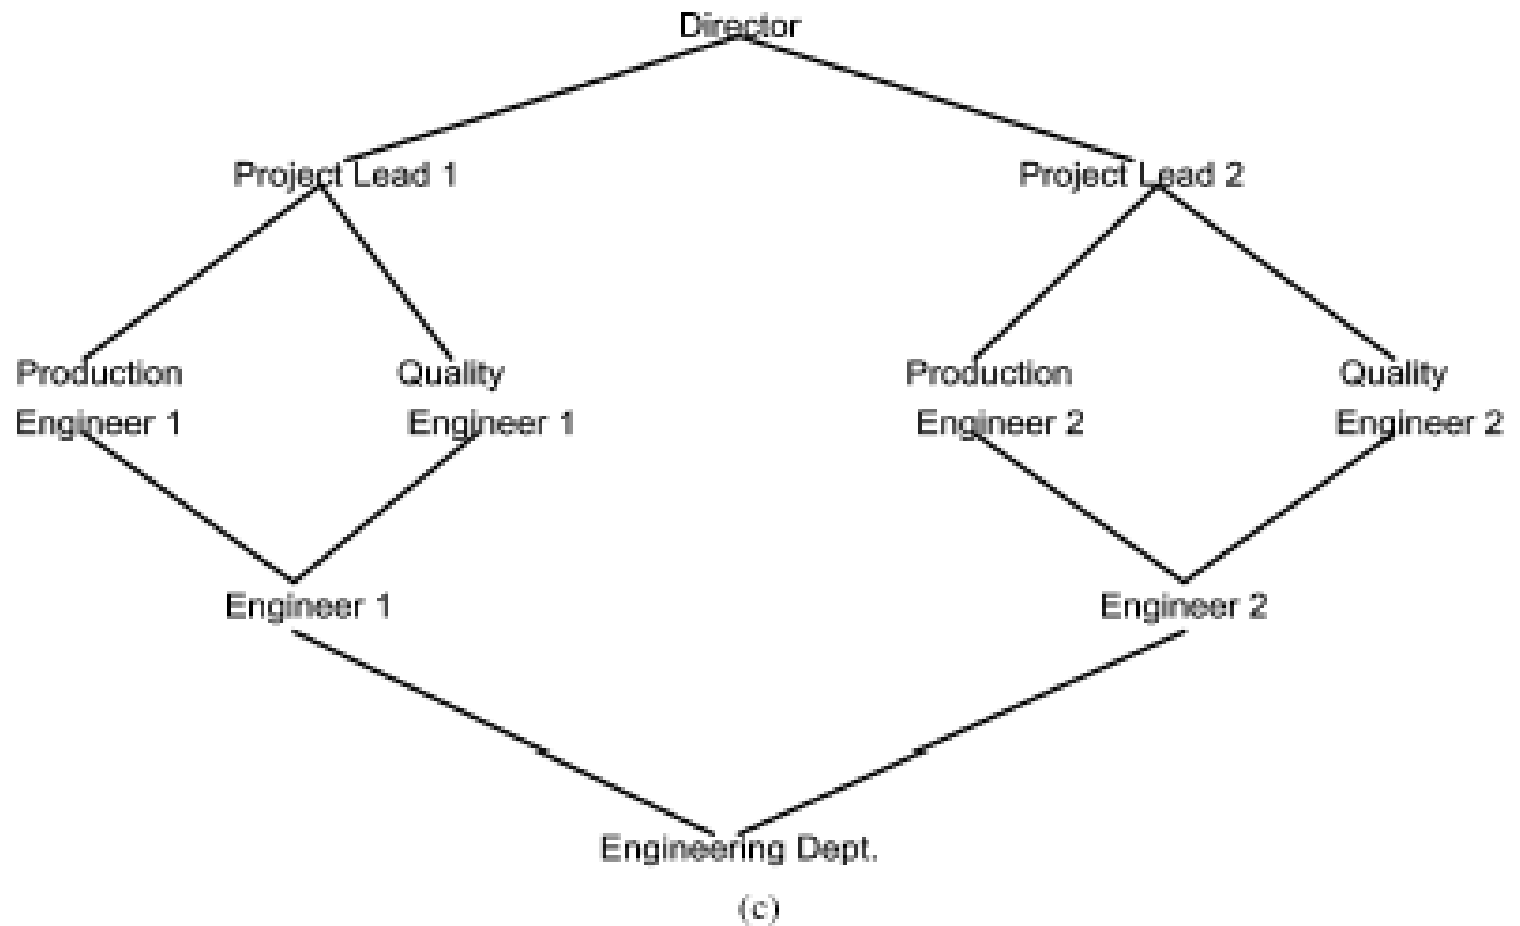 Director
Project Lead 1
Project Lead 2
Production
Engineer 1
Quality
Engineer 1
Production
Engineer 2
Quality
Engineer 2
Engineer 1
Engineer 2
Engineering Dept.
(c)